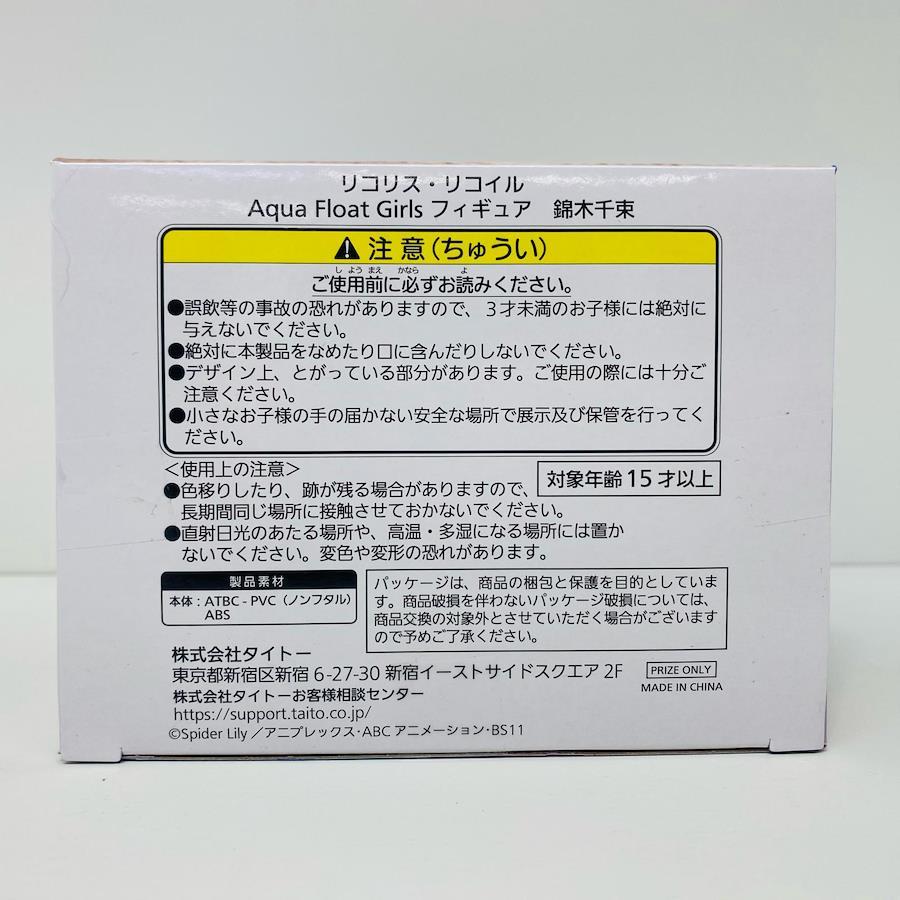 リコリス・リコイル
Aqua Float Girls フィギュア　錦木千束
⚠ 注意(ちゅうい)
しようまえ かなら よ
ご使用前に必ずお読みください。
●誤飲等の事故の恐れがありますので、3才未満のお子様には絶対に
与えないでください。
●絶対に本製品をなめたり口に含んだりしないでください。
●デザイン上、とがっている部分があります。ご使用の際には十分ご
注意ください。
●小さなお子様の手の届かない安全な場所で展示及び保管を行ってく
ださい。
＜使用上の注意＞
対象年齢15才以上
●色移りしたり、跡が残る場合がありますので、
長期間同じ場所に接触させておかないでください。
●直射日光のあたる場所や、高温・多湿になる場所には置か
ないでください。変色や変形の恐れがあります。
製品素材
本体：ATBC-PVC（ノンフタル）
ABS
パッケージは、商品の梱包と保護を目的としていま
す。商品破損を伴わないパッケージ破損については、
商品交換の対象外とさせていただく場合がございます
ので予めご了承ください。
株式会社タイトー
東京都新宿区新宿 6-27-30 新宿イーストサイドスクエア 2F
株式会社タイトーお客様相談センター
https://support.taito.co.jp/
©Spider Lily／アニプレックス・ABCアニメーション・BS11
PRIZE ONLY
MADE IN CHINA